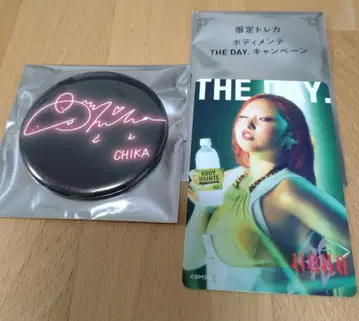 CHIKA
限定トレカ
ボディメンテ
THE DAY. キャンペーン
THE DAY.
BODY
MAINTE
HANA